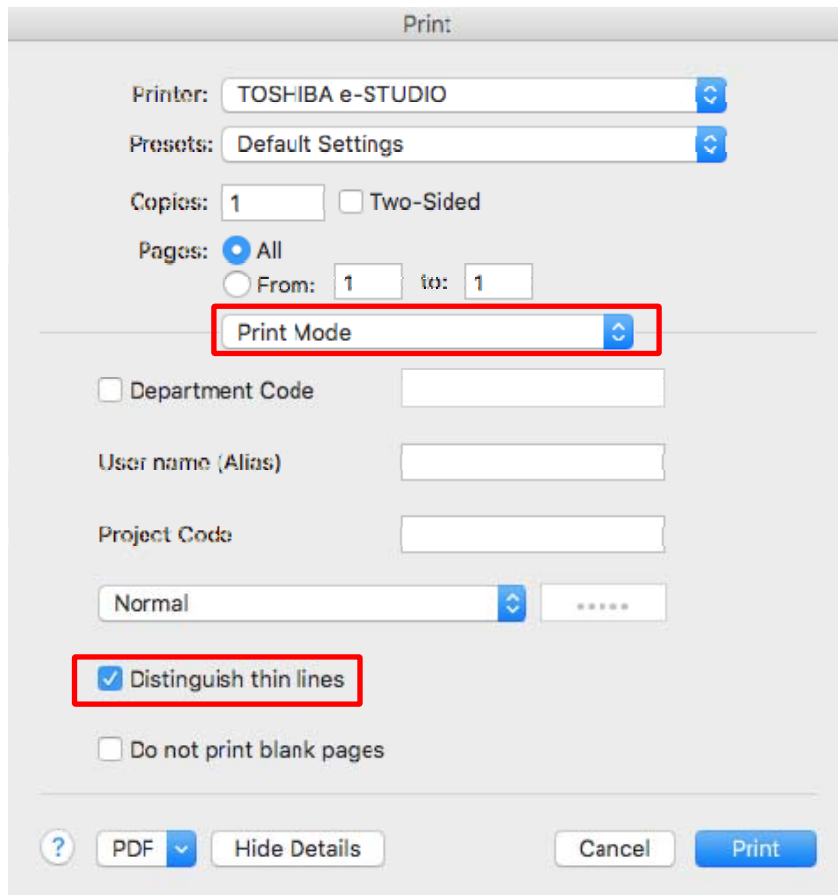 Print
Printer: TOSHIBA e-STUDIO
Presets: Default Settings
Copies: 1 Two-Sided
Pages: All
From: 1 to: 1
Print Mode
Department Code
User name (Alias)
Project Code
Normal •••••
Distinguish thin lines
Do not print blank pages
? PDF Hide Details Cancel Print